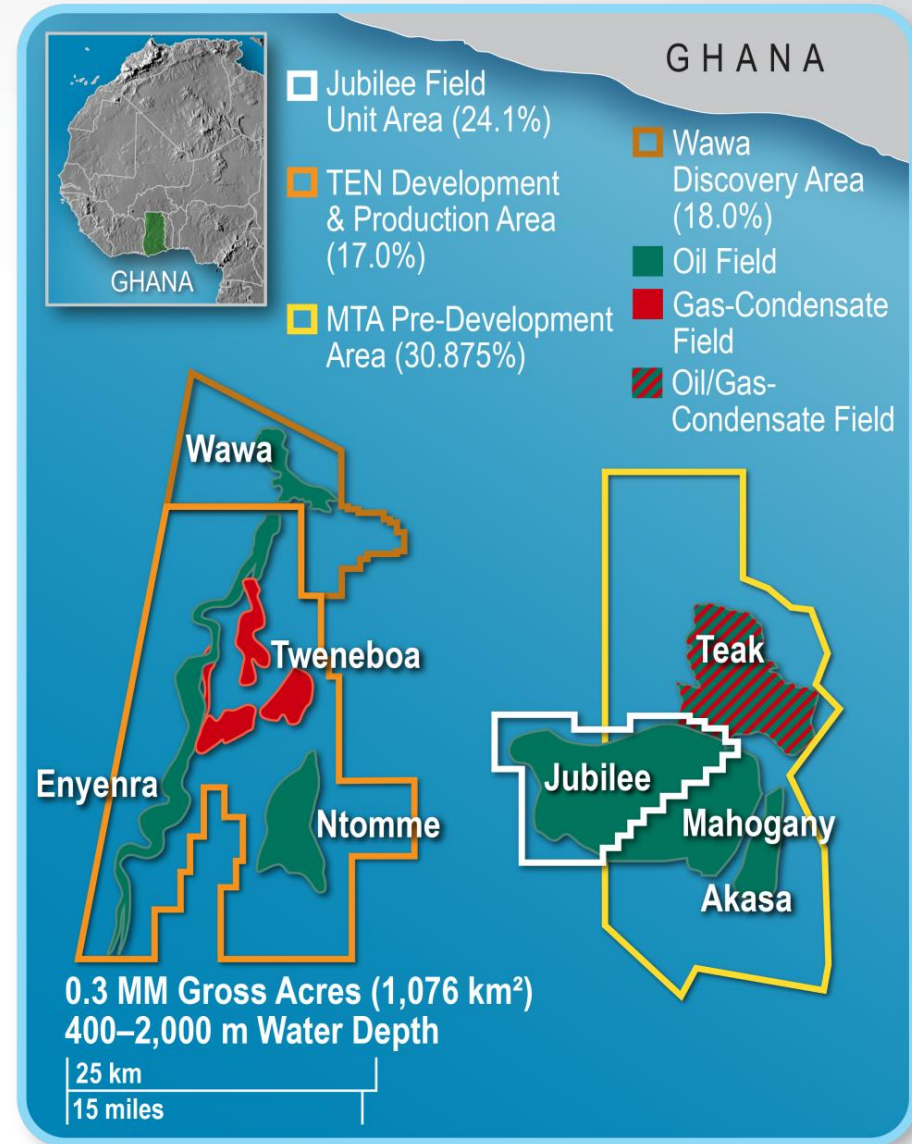 GHANA
GHANA
Jubilee Field
Unit Area (24.1%)
TEN Development
& Production Area
(17.0%)
MTA Pre-Development
Area (30.875%)
Wawa
Discovery Area
(18.0%)
Oil Field
Gas-Condensate
Field
Oil/Gas-
Condensate Field
Wawa
Tweneboa
Enyenra
Ntomme
Teak
Jubilee
Mahogany
Akasa
0.3 MM Gross Acres (1,076 km²)
400–2,000 m Water Depth
25 km
15 miles